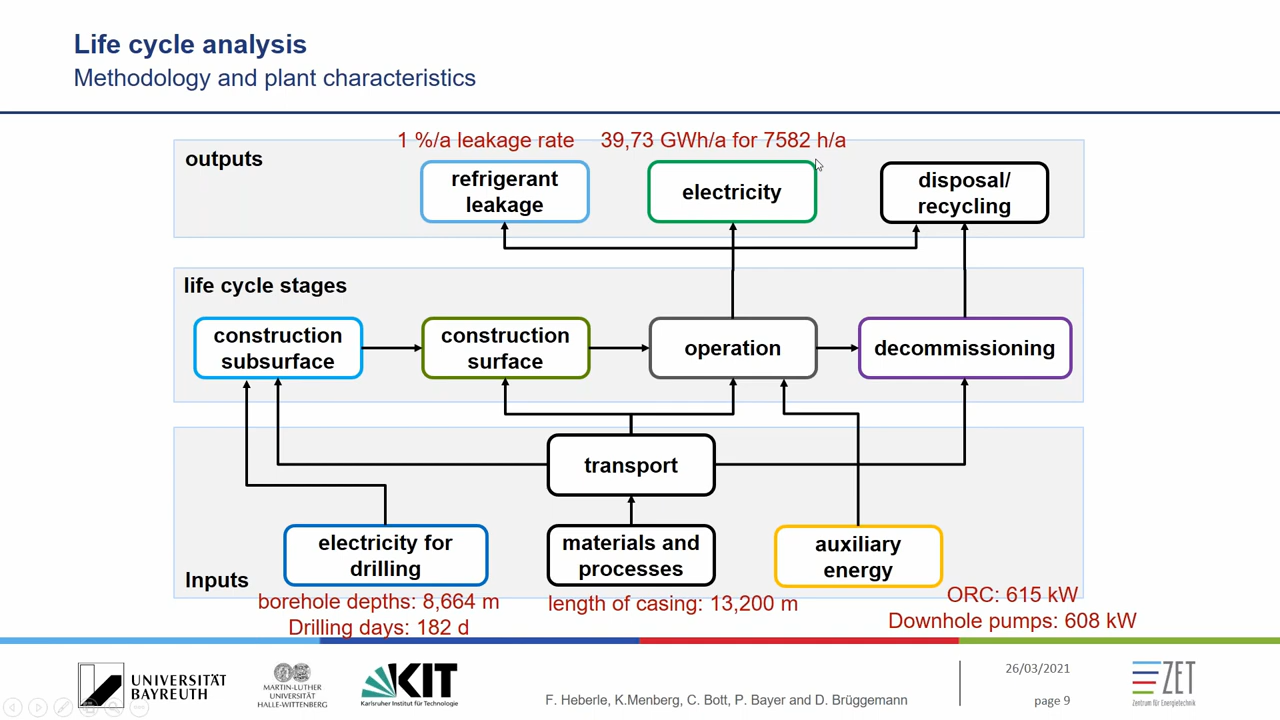 Life cycle analysis
Methodology and plant characteristics
1 %/a leakage rate
39,73 GWh/a for 7582 h/a
outputs
refrigerant
leakage
electricity
disposal/
recycling
life cycle stages
construction
subsurface
construction
surface
operation
decommissioning
transport
electricity for
drilling
materials and
processes
auxiliary
energy
Inputs
borehole depths: 8,664 m
Drilling days: 182 d
length of casing: 13,200 m
ORC: 615 kW
Downhole pumps: 608 kW
UNIVERSITÄT
BAYREUTH
MARTIN-LUTHER
UNIVERSITÄT
HALLE-WITTENBERG
KIT
Karlsruher Institut für Technologie
F. Heberle, K.Menberg, C. Bott, P. Bayer and D. Brüggemann
26/03/2021
page 9
ZET
Zentrum für Energietechnik